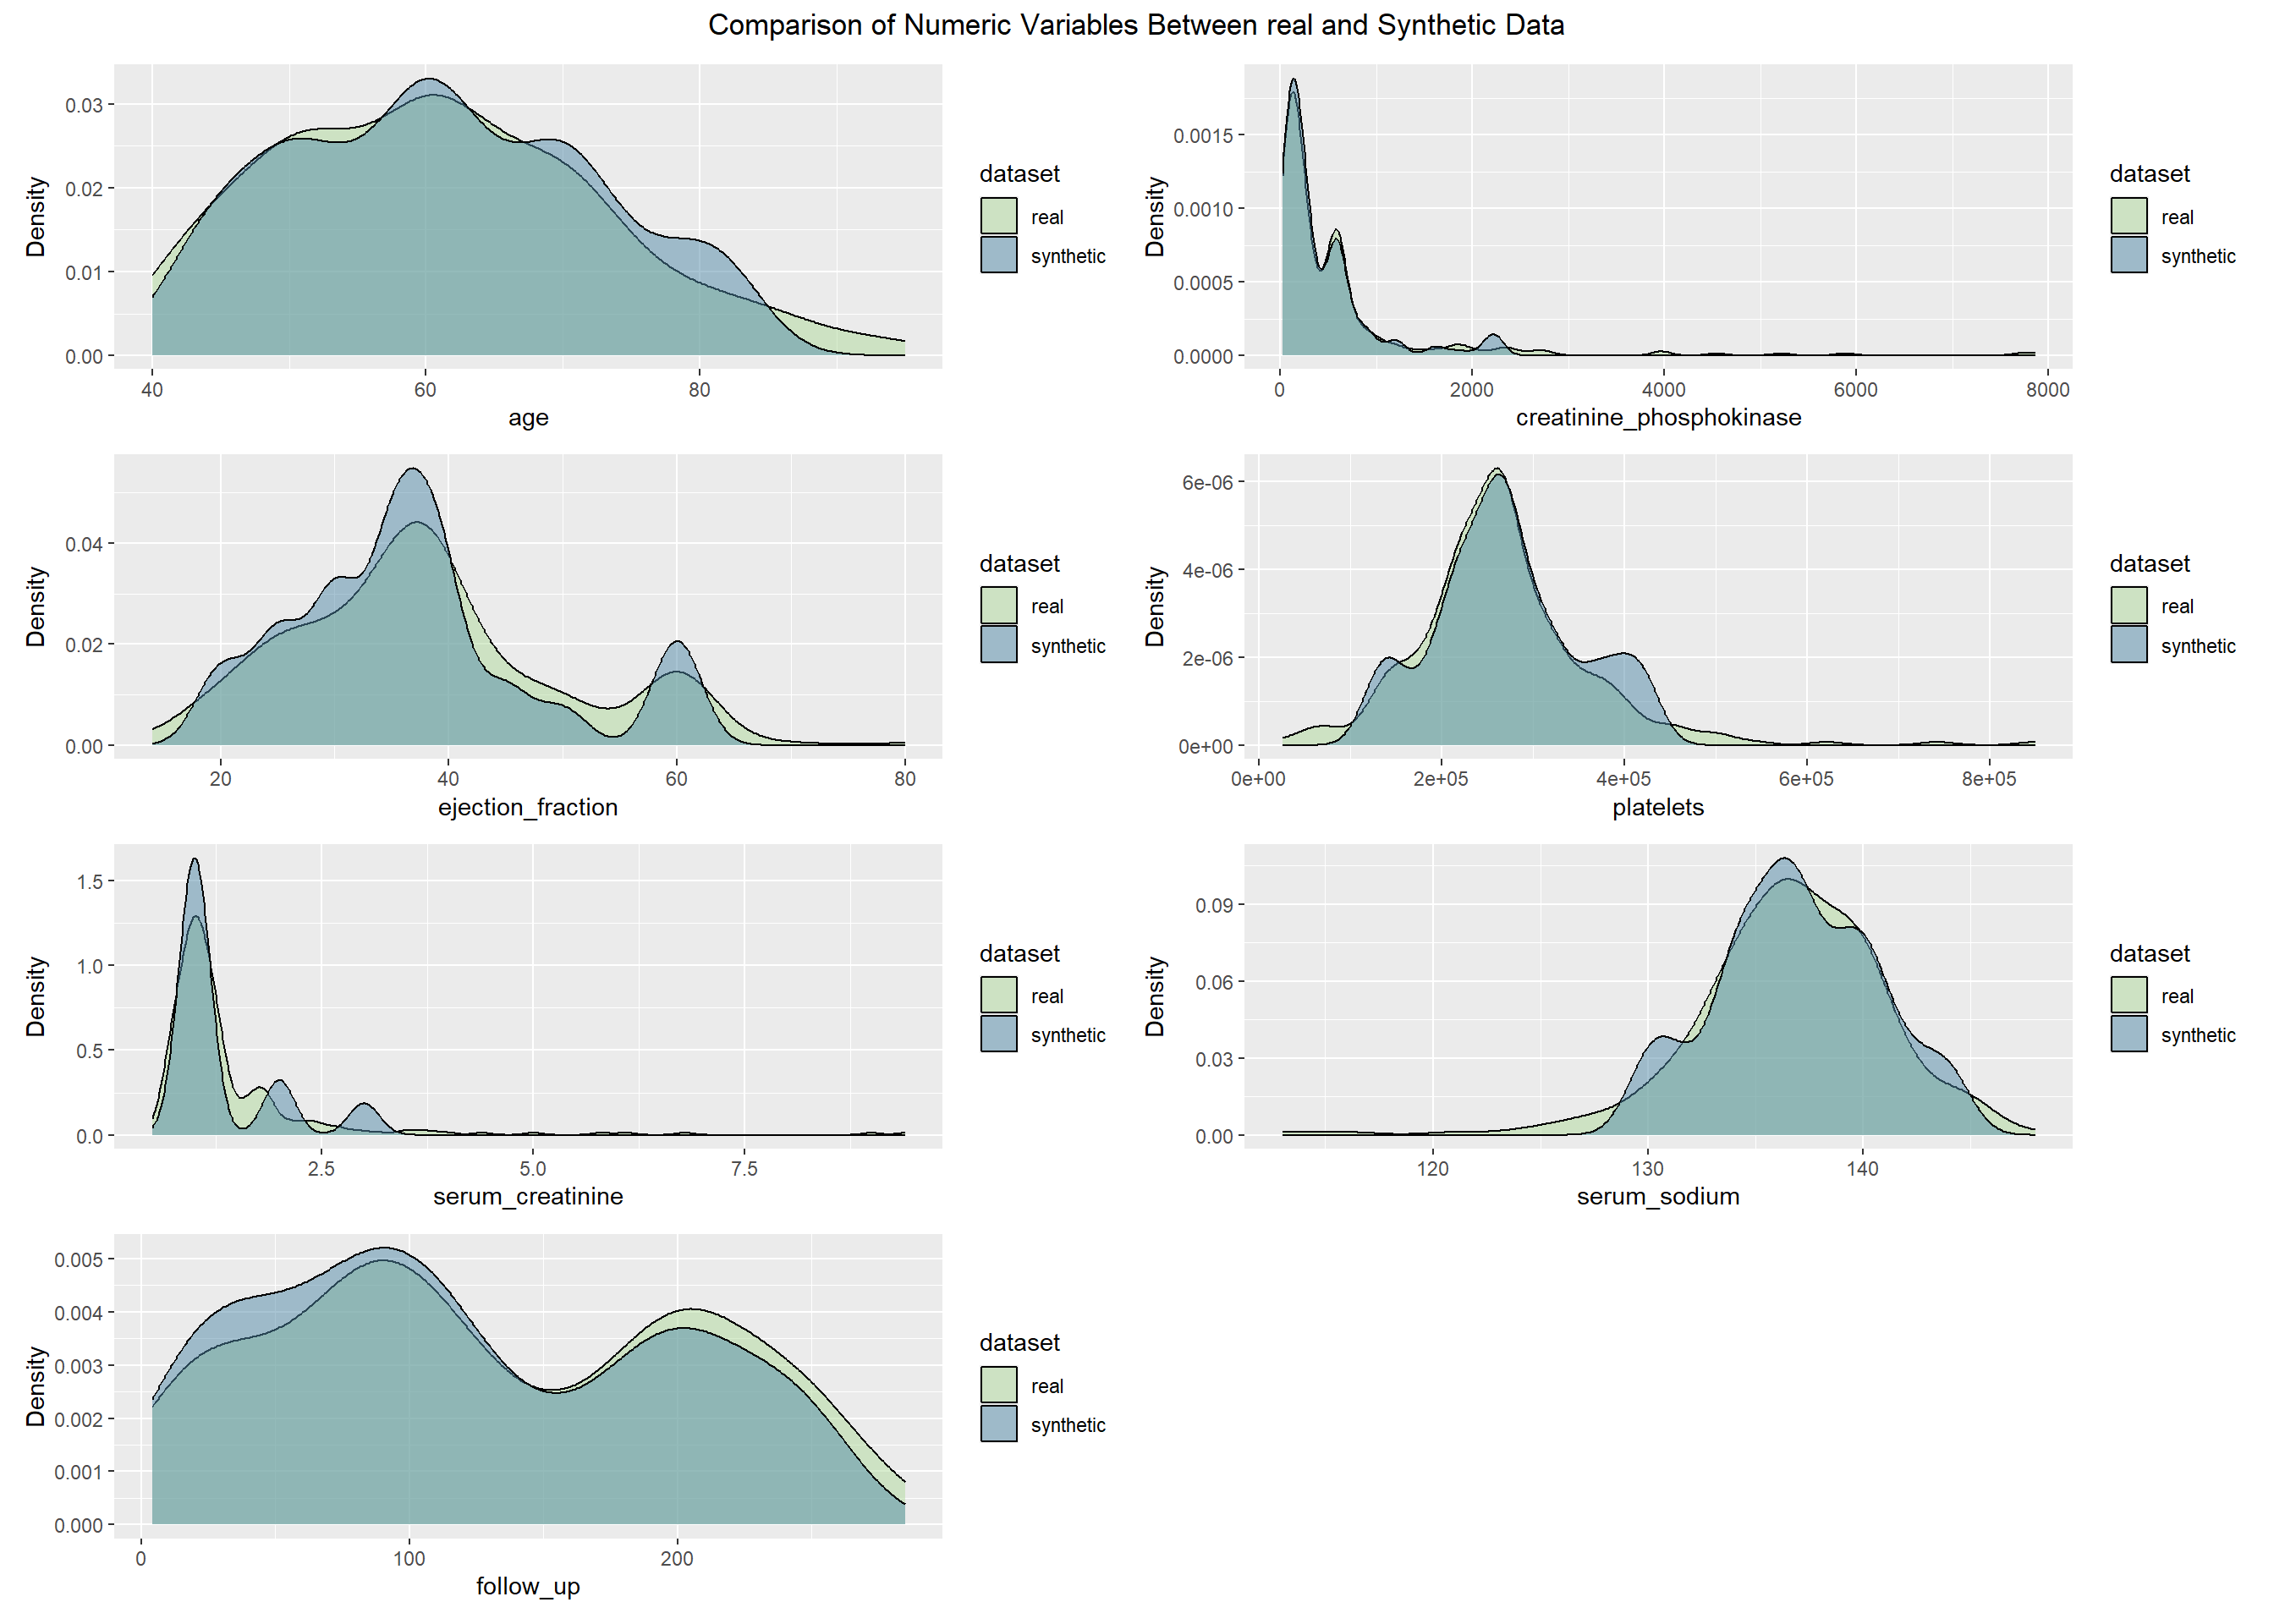 Comparison of Numeric Variables Between real and Synthetic Data
Density
0.03
0.02
0.01
0.00
40 60 80
age
dataset
real
synthetic
Density
0.0015
0.0010
0.0005
0.0000
0 2000 4000 6000 8000
creatinine_phosphokinase
dataset
real
synthetic
Density
0.04
0.02
0.00
20 40 60 80
ejection_fraction
dataset
real
synthetic
Density
6e-06
4e-06
2e-06
0e+00
0e+00 2e+05 4e+05 6e+05 8e+05
platelets
dataset
real
synthetic
Density
1.5
1.0
0.5
0.0
2.5 5.0 7.5
serum_creatinine
dataset
real
synthetic
Density
0.09
0.06
0.03
0.00
120 130 140
serum_sodium
dataset
real
synthetic
Density
0.005
0.004
0.003
0.002
0.001
0.000
0 100 200
follow_up
dataset
real
synthetic